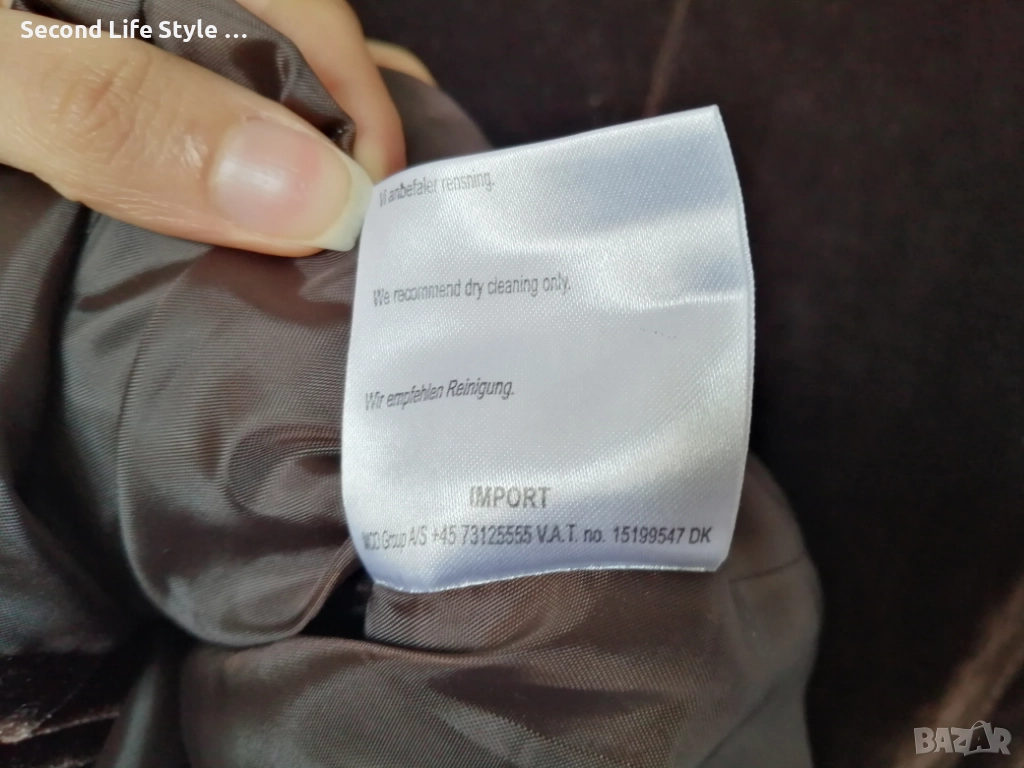 Second Life Style ...
Vi anbefaler rensning.
We recommend dry cleaning only.
Wir empfehlen Reinigung.
IMPORT
Group A/S +45 73125555 V.A.T. no. 15199547 DK
BAZAR